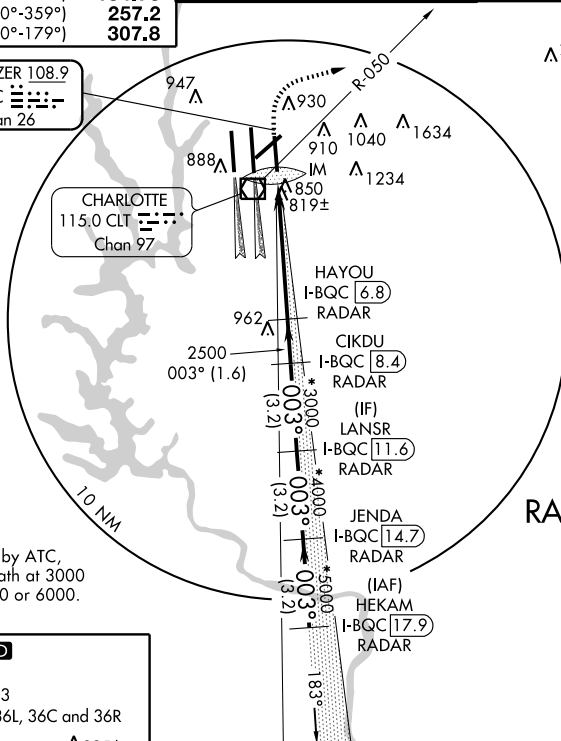 0°-359°) 257.2
0°-179°) 307.8
ZER 108.9
an 26
947
930
R-050
910
1040
1634
888
IM
850
819±
1234
CHARLOTTE
115.0 CLT
Chan 97
HAYOU
I-BQC 6.8
RADAR
962
2500
003° (1.6)
CIKDU
I-BQC 8.4
RADAR
*3000
003°
(3.2)
(IF)
LANSR
I-BQC 11.6
RADAR
*4000
003°
(3.2)
10 NM
JENDA
I-BQC 14.7
RADAR
RA
by ATC,
ath at 3000
0 or 6000.
*5000
003°
(3.2)
(IAF)
HEKAM
I-BQC 17.9
RADAR
183°
D
3
36L, 36C and 36R